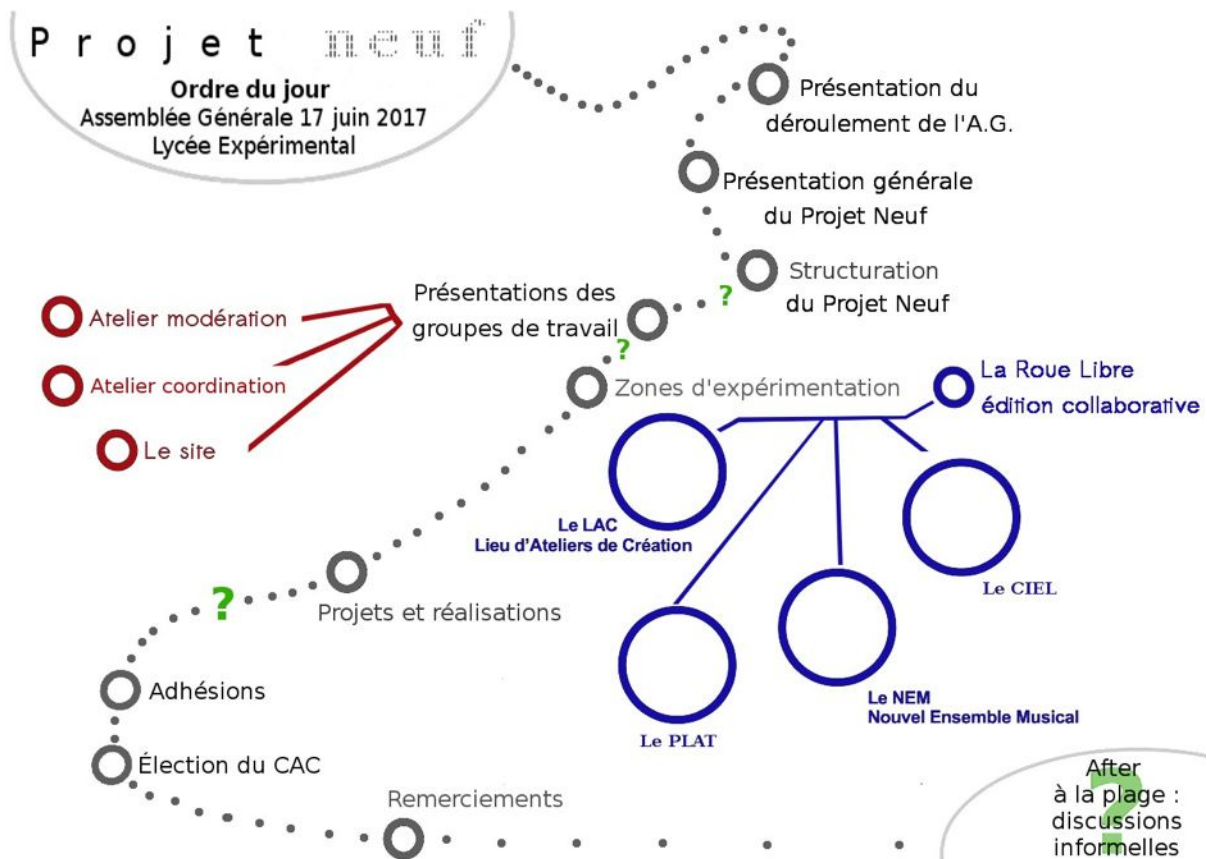 Projet neuf
Ordre du jour
Assemblée Générale 17 juin 2017
Lycée Expérimental
Présentation du
déroulement de l'A.G.
Présentation générale
du Projet Neuf
Structuration
du Projet Neuf
?
Présentations des
groupes de travail
Atelier modération
Atelier coordination
Le site
?
Zones d'expérimentation
La Roue Libre
édition collaborative
Le LAC
Lieu d'Ateliers de Création
Le CIEL
Le NEM
Nouvel Ensemble Musical
Le PLAT
Projets et réalisations
?
Adhésions
Élection du CAC
Remerciements
?
After
à la plage :
discussions
informelles